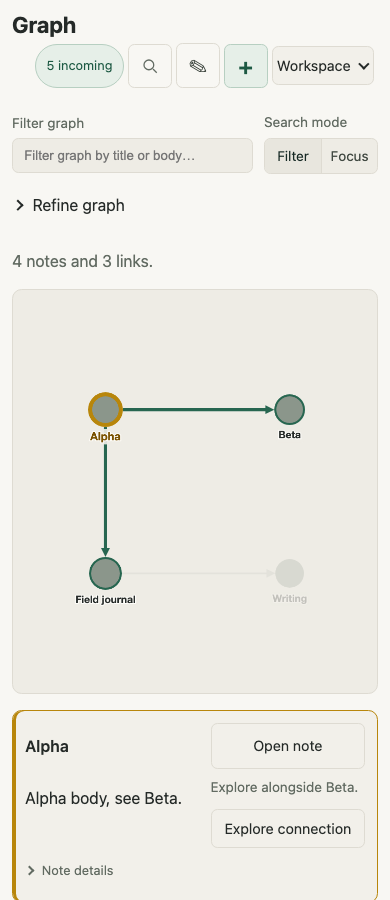 Graph
5 incoming
Workspace
Filter graph
Search mode
Filter graph by title or body...
Filter
Focus
Refine graph
4 notes and 3 links.
Alpha
Beta
Field journal
Writing
Alpha
Open note
Alpha body, see Beta.
Explore alongside Beta.
Explore connection
Note details